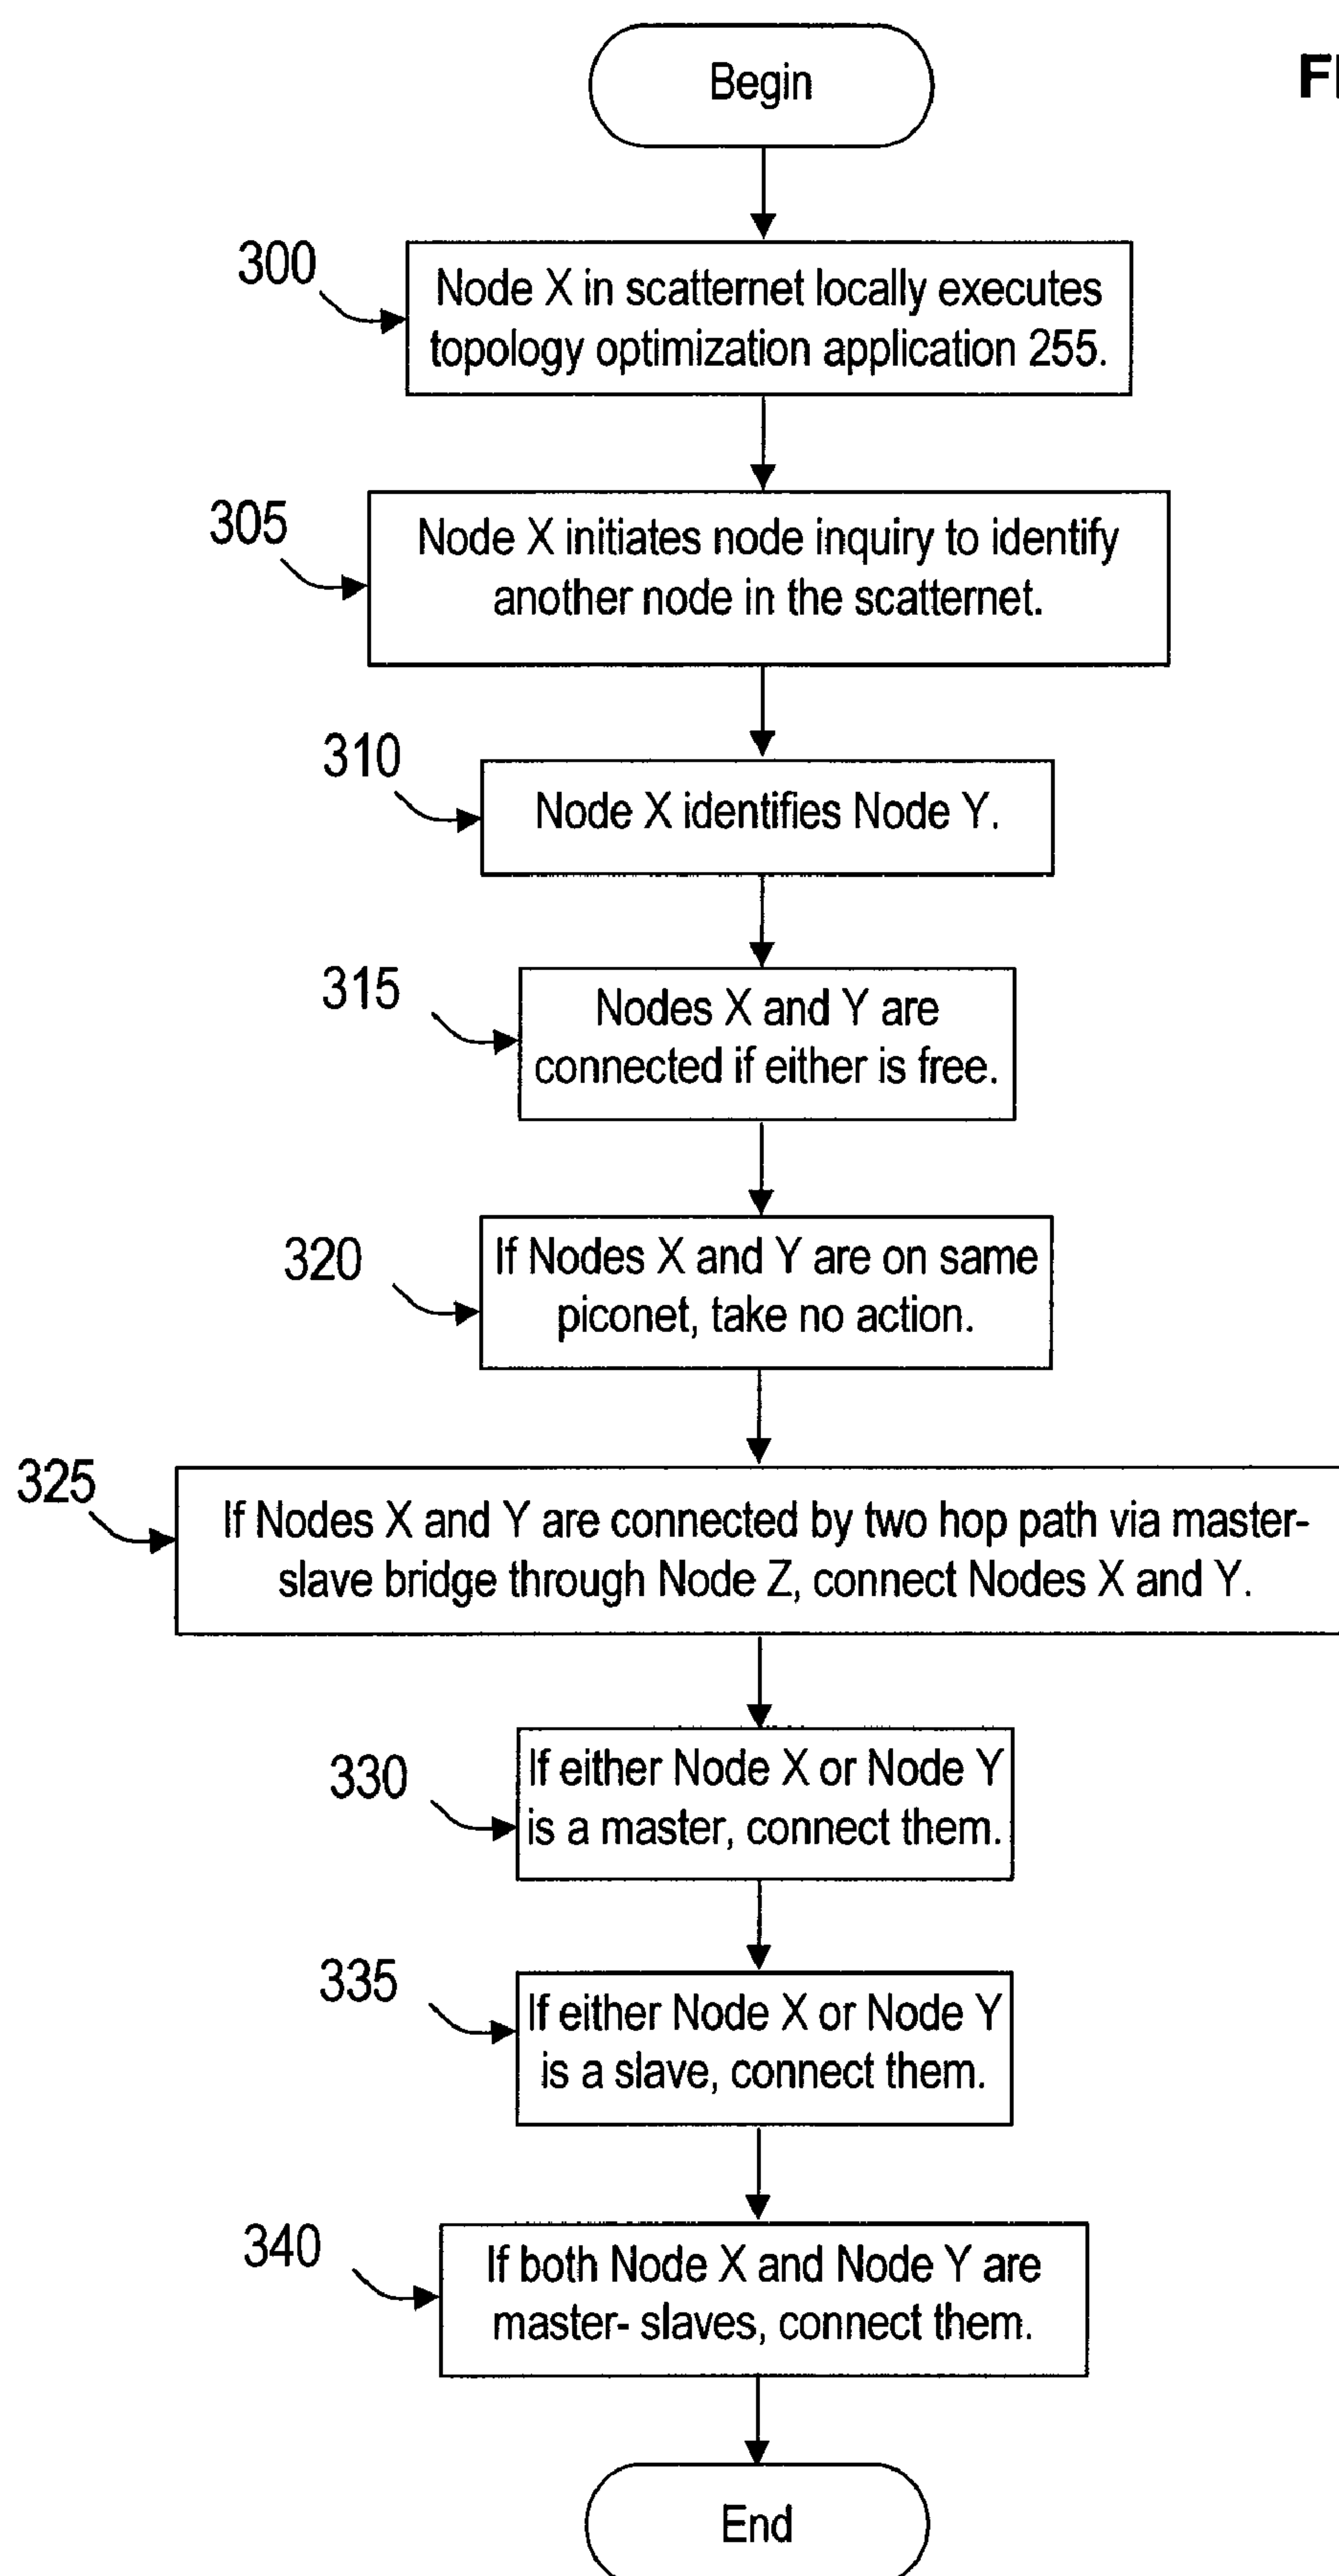 Begin
300
Node X in scatternet locally executes
topology optimization application 255.
305
Node X initiates node inquiry to identify
another node in the scatternet.
310
Node X identifies Node Y.
315
Nodes X and Y are
connected if either is free.
320
If Nodes X and Y are on same
piconet, take no action.
325
If Nodes X and Y are connected by two hop path via master-
slave bridge through Node Z, connect Nodes X and Y.
330
If either Node X or Node Y
is a master, connect them.
335
If either Node X or Node Y
is a slave, connect them.
340
If both Node X and Node Y are
master- slaves, connect them.
End